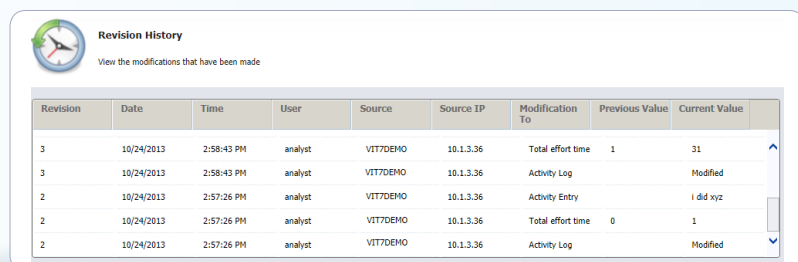 Revision History
View the modifications that have been made
Revision Date Time User Source Source IP Modification To Previous Value Current Value
3 10/24/2013 2:58:43 PM analyst VIT7DEMO 10.1.3.36 Total effort time 1 31
3 10/24/2013 2:58:43 PM analyst VIT7DEMO 10.1.3.36 Activity Log Modified
2 10/24/2013 2:57:26 PM analyst VIT7DEMO 10.1.3.36 Activity Entry i did xyz
2 10/24/2013 2:57:26 PM analyst VIT7DEMO 10.1.3.36 Total effort time 0 1
2 10/24/2013 2:57:26 PM analyst VIT7DEMO 10.1.3.36 Activity Log Modified